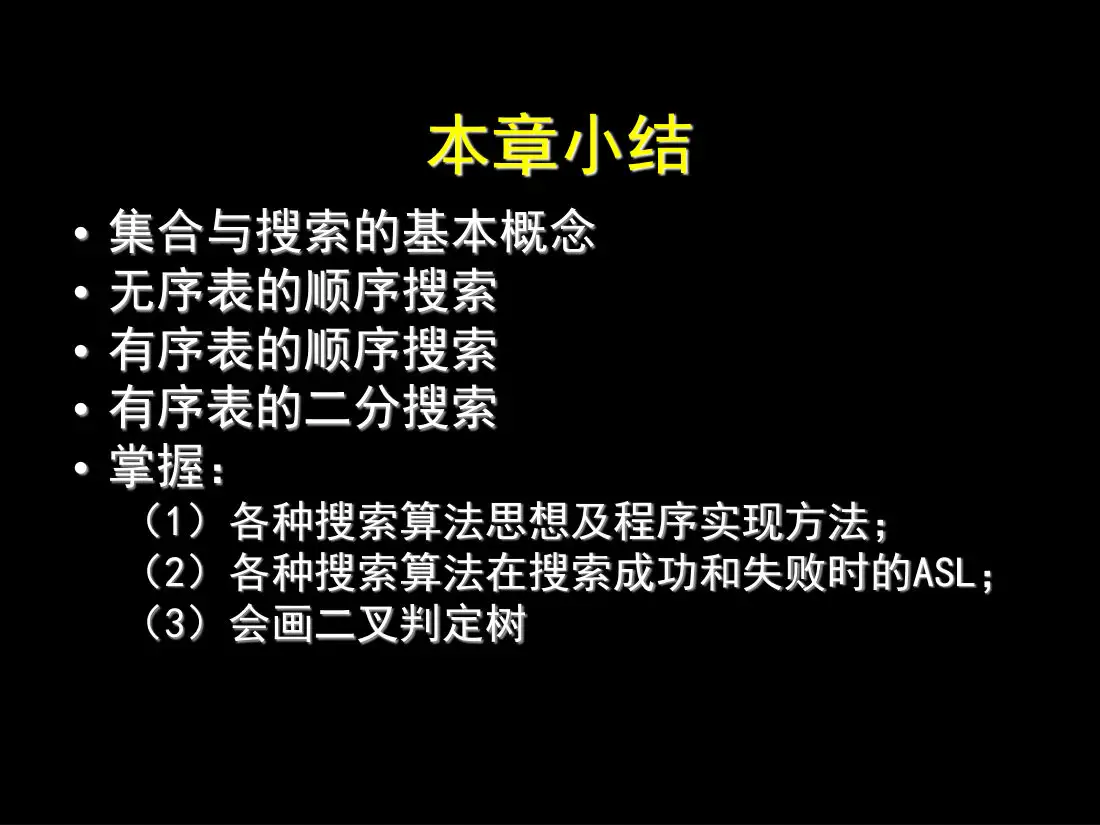 本章小结
• 集合与搜索的基本概念
• 无序表的顺序搜索
• 有序表的顺序搜索
• 有序表的二分搜索
• 掌握：
（1）各种搜索算法思想及程序实现方法；
（2）各种搜索算法在搜索成功和失败时的ASL；
（3）会画二叉判定树